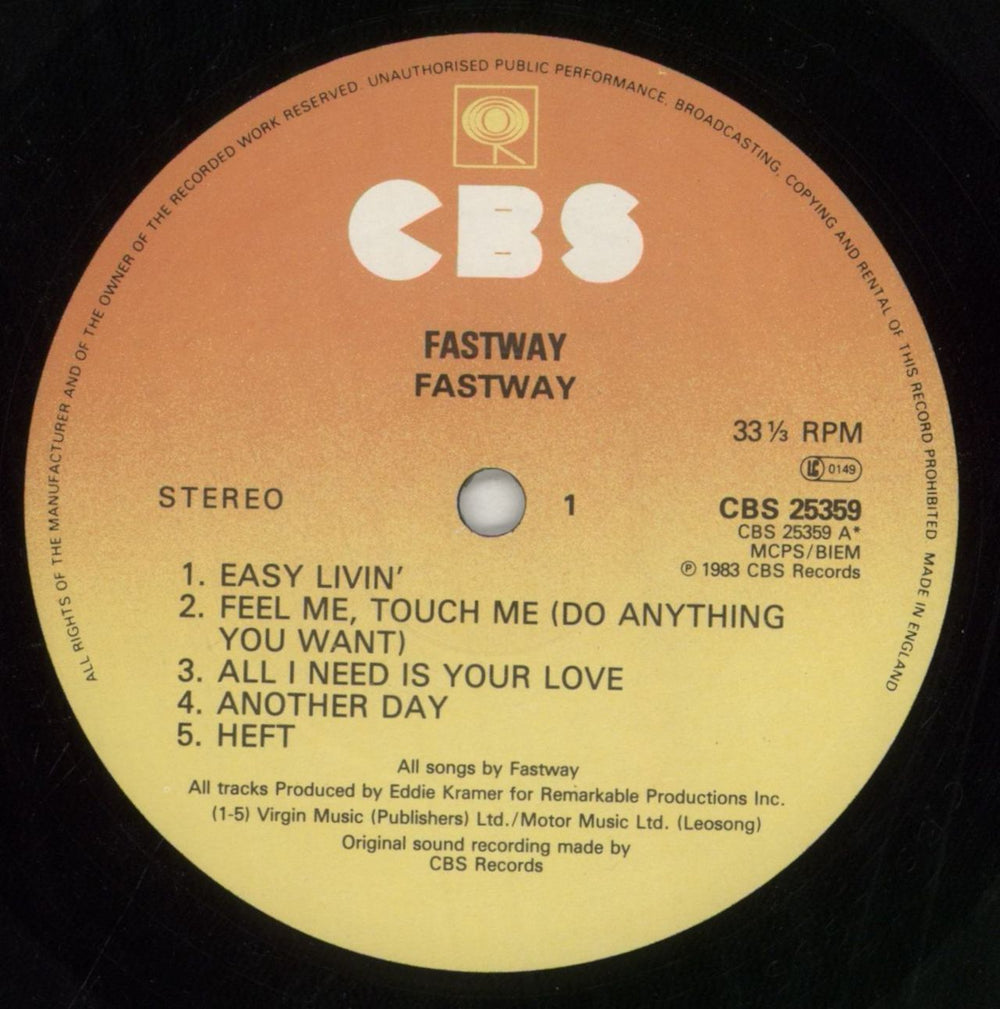 ALL RIGHTS OF THE MANUFACTURER AND OF THE OWNER OF THE RECORDED WORK RESERVED. UNAUTHORISED PUBLIC PERFORMANCE, BROADCASTING, COPYING AND RENTAL OF THIS RECORD PROHIBITED. MADE IN ENGLAND
CBS
FASTWAY
FASTWAY
33⅓ RPM
LC 0149
STEREO
1
CBS 25359
CBS 25359 A*
MCPS/BIEM
℗ 1983 CBS Records
1. EASY LIVIN'
2. FEEL ME, TOUCH ME (DO ANYTHING
YOU WANT)
3. ALL I NEED IS YOUR LOVE
4. ANOTHER DAY
5. HEFT
All songs by Fastway
All tracks Produced by Eddie Kramer for Remarkable Productions Inc.
(1-5) Virgin Music (Publishers) Ltd./Motor Music Ltd. (Leosong)
Original sound recording made by
CBS Records